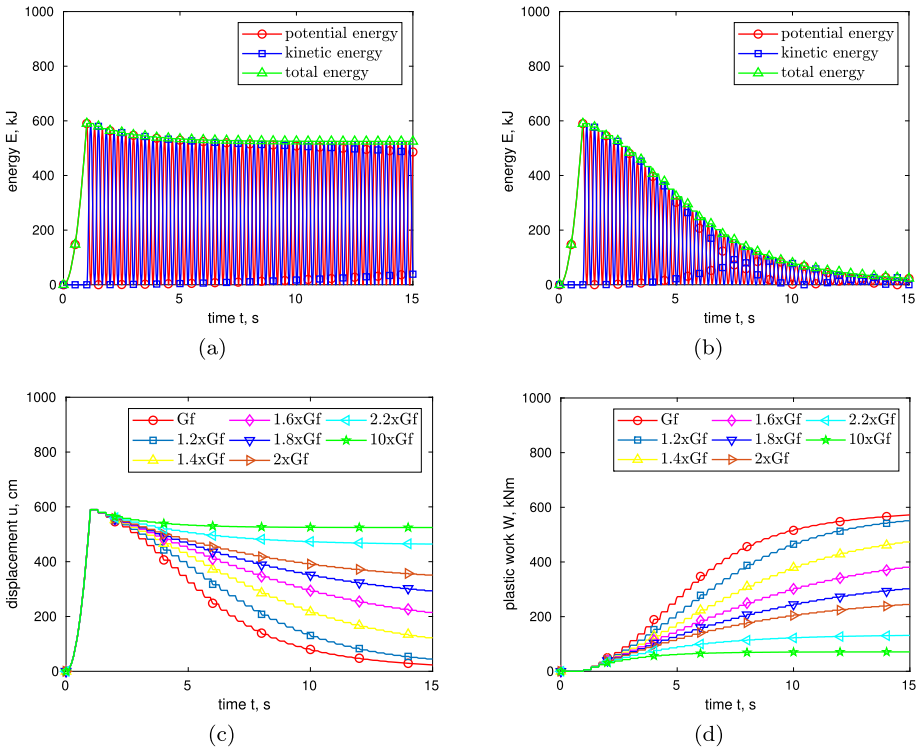 1000
800
600
400
200
0
energy E, kJ
potential energy
kinetic energy
total energy
0 5 10 15
time t, s
(a)
1000
800
600
400
200
0
energy E, kJ
potential energy
kinetic energy
total energy
0 5 10 15
time t, s
(b)
1000
800
600
400
200
0
displacement u, cm
Gf 1.6xGf 2.2xGf
1.2xGf 1.8xGf 10xGf
1.4xGf 2xGf
0 5 10 15
time t, s
(c)
1000
800
600
400
200
0
plastic work W, kNm
Gf 1.6xGf 2.2xGf
1.2xGf 1.8xGf 10xGf
1.4xGf 2xGf
0 5 10 15
time t, s
(d)